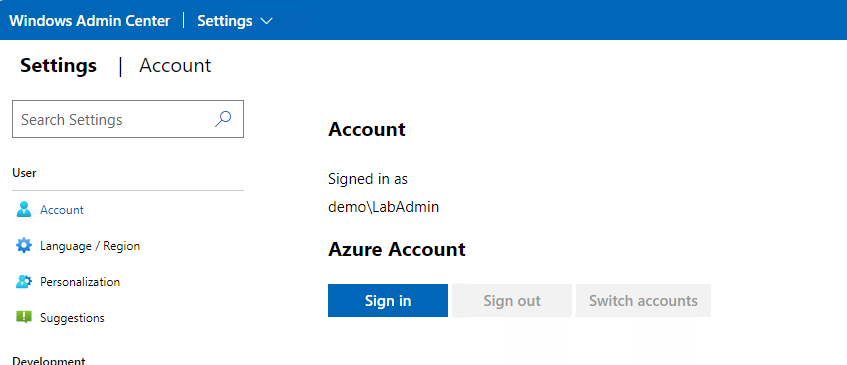 Windows Admin Center | Settings
Settings | Account
Search Settings
User
Account
Language / Region
Personalization
Suggestions
Development
Account
Signed in as
demo\LabAdmin
Azure Account
Sign in Sign out Switch accounts